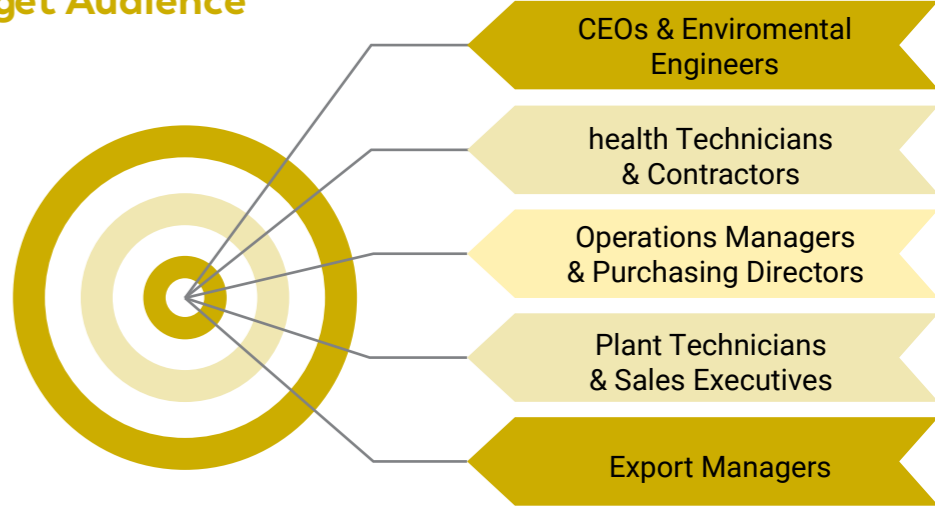 get Audience
CEOs & Enviromental
Engineers
health Technicians
& Contractors
Operations Managers
& Purchasing Directors
Plant Technicians
& Sales Executives
Export Managers